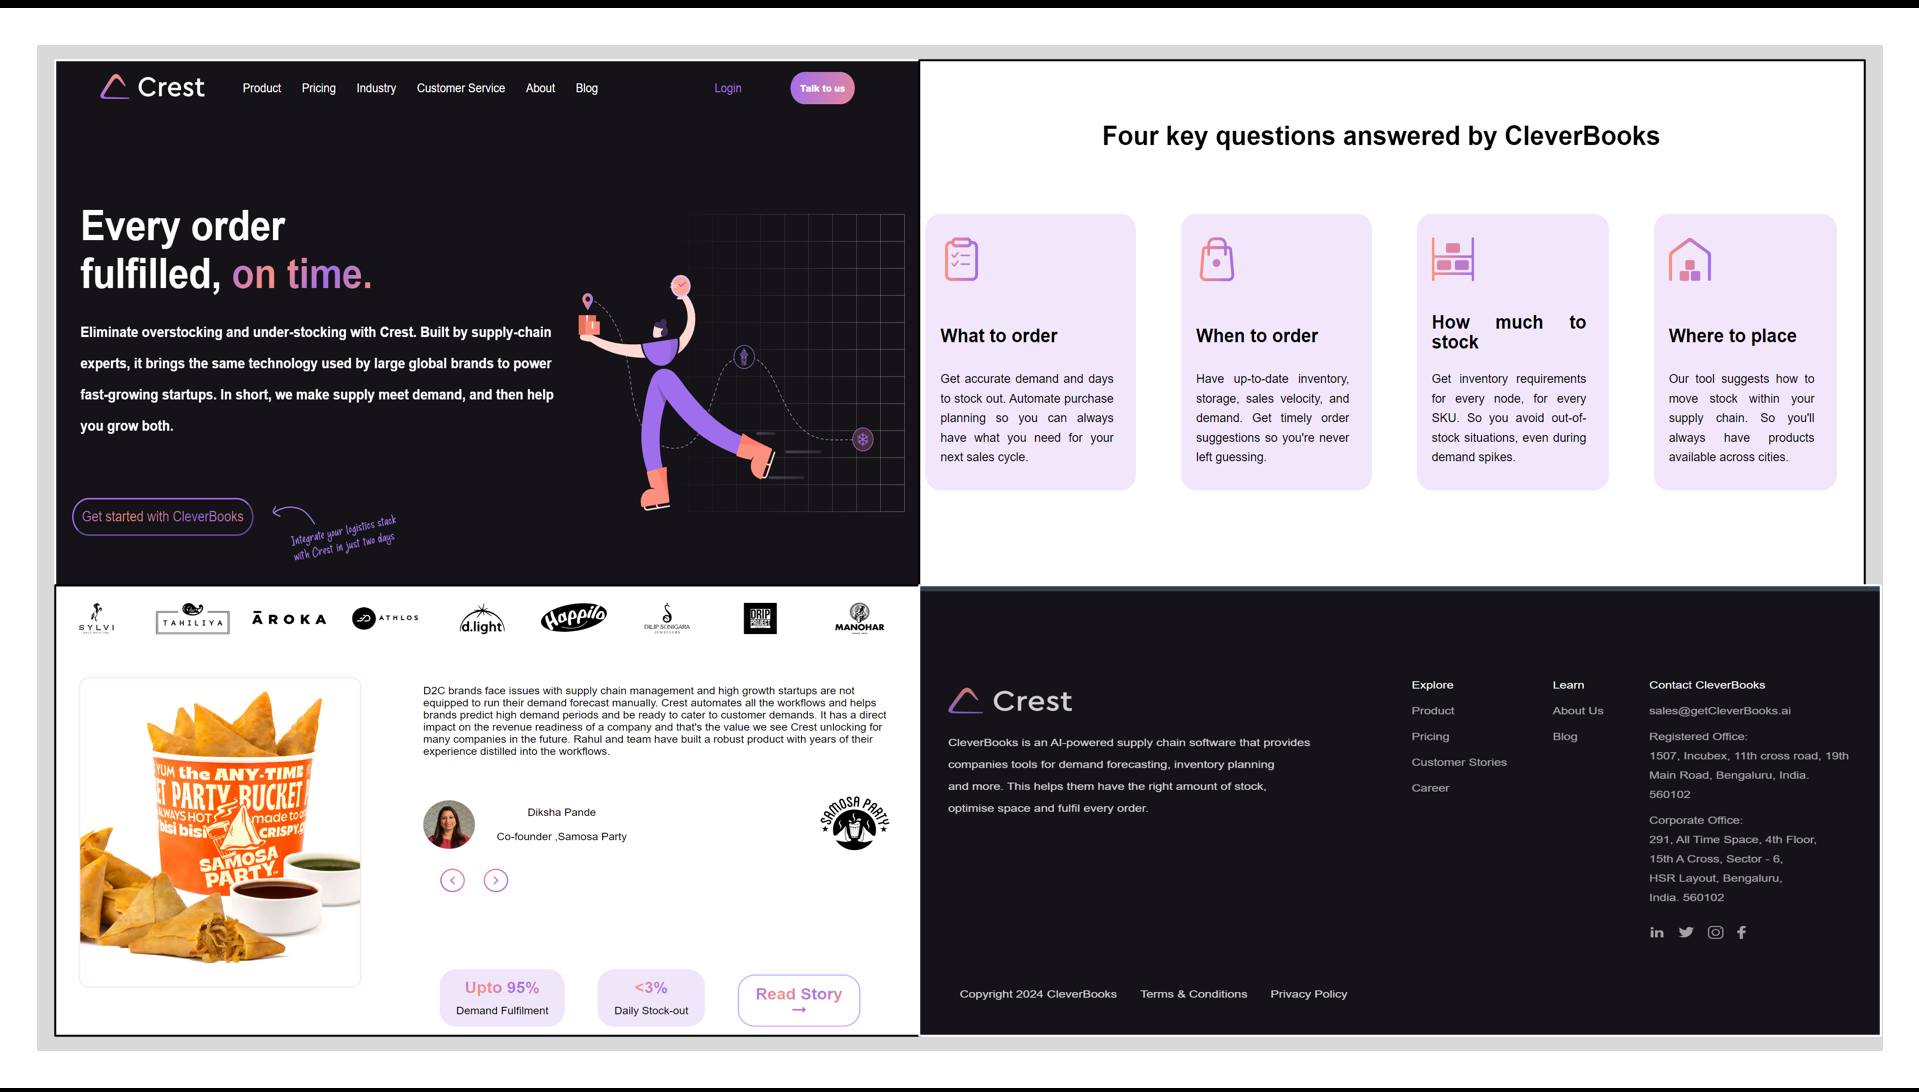 Crest
Product Pricing Industry Customer Service About Blog Login Talk to us
Every order
fulfilled, on time.
Eliminate overstocking and under-stocking with Crest. Built by supply-chain
experts, it brings the same technology used by large global brands to power
fast-growing startups. In short, we make supply meet demand, and then help
you grow both.
Get started with CleverBooks
Integrate your logistics stack
with Crest in just two days
Four key questions answered by CleverBooks
What to order
Get accurate demand and days
to stock out. Automate purchase
planning so you can always
have what you need for your
next sales cycle.
When to order
Have up-to-date inventory,
storage, sales velocity, and
demand. Get timely order
suggestions so you're never
left guessing.
How much to
stock
Get inventory requirements
for every node, for every
SKU. So you avoid out-of-
stock situations, even during
demand spikes.
Where to place
Our tool suggests how to
move stock within your
supply chain. So you'll
always have products
available across cities.
SYLVI
TAHILIYA
ĀROKA
ATHLOS
d.light
Happilo
DILIP SONIGARA
JEWELLERS
DRIP
PROJECT
MANOHAR
YUM the ANY-TIME
PARTY BUCKET
ALWAYS HOT
made to
bisi bisi
CRISPY
SAMOSA
PARTY
D2C brands face issues with supply chain management and high growth startups are not
equipped to run their demand forecast manually. Crest automates all the workflows and helps
brands predict high demand periods and be ready to cater to customer demands. It has a direct
impact on the revenue readiness of a company and that's the value we see Crest unlocking for
many companies in the future. Rahul and team have built a robust product with years of their
experience distilled into the workflows.
Diksha Pande
Co-founder ,Samosa Party
SAMOSA PARTY
Upto 95%
Demand Fulfilment
<3%
Daily Stock-out
Read Story
→
Crest
CleverBooks is an AI-powered supply chain software that provides
companies tools for demand forecasting, inventory planning
and more. This helps them have the right amount of stock,
optimise space and fulfil every order.
Explore
Product
Pricing
Customer Stories
Career
Learn
About Us
Blog
Contact CleverBooks
sales@getCleverBooks.ai
Registered Office:
1507, Incubex, 11th cross road, 19th
Main Road, Bengaluru, India.
560102
Corporate Office:
291, All Time Space, 4th Floor,
15th A Cross, Sector - 6,
HSR Layout, Bengaluru,
India. 560102
Copyright 2024 CleverBooks Terms & Conditions Privacy Policy